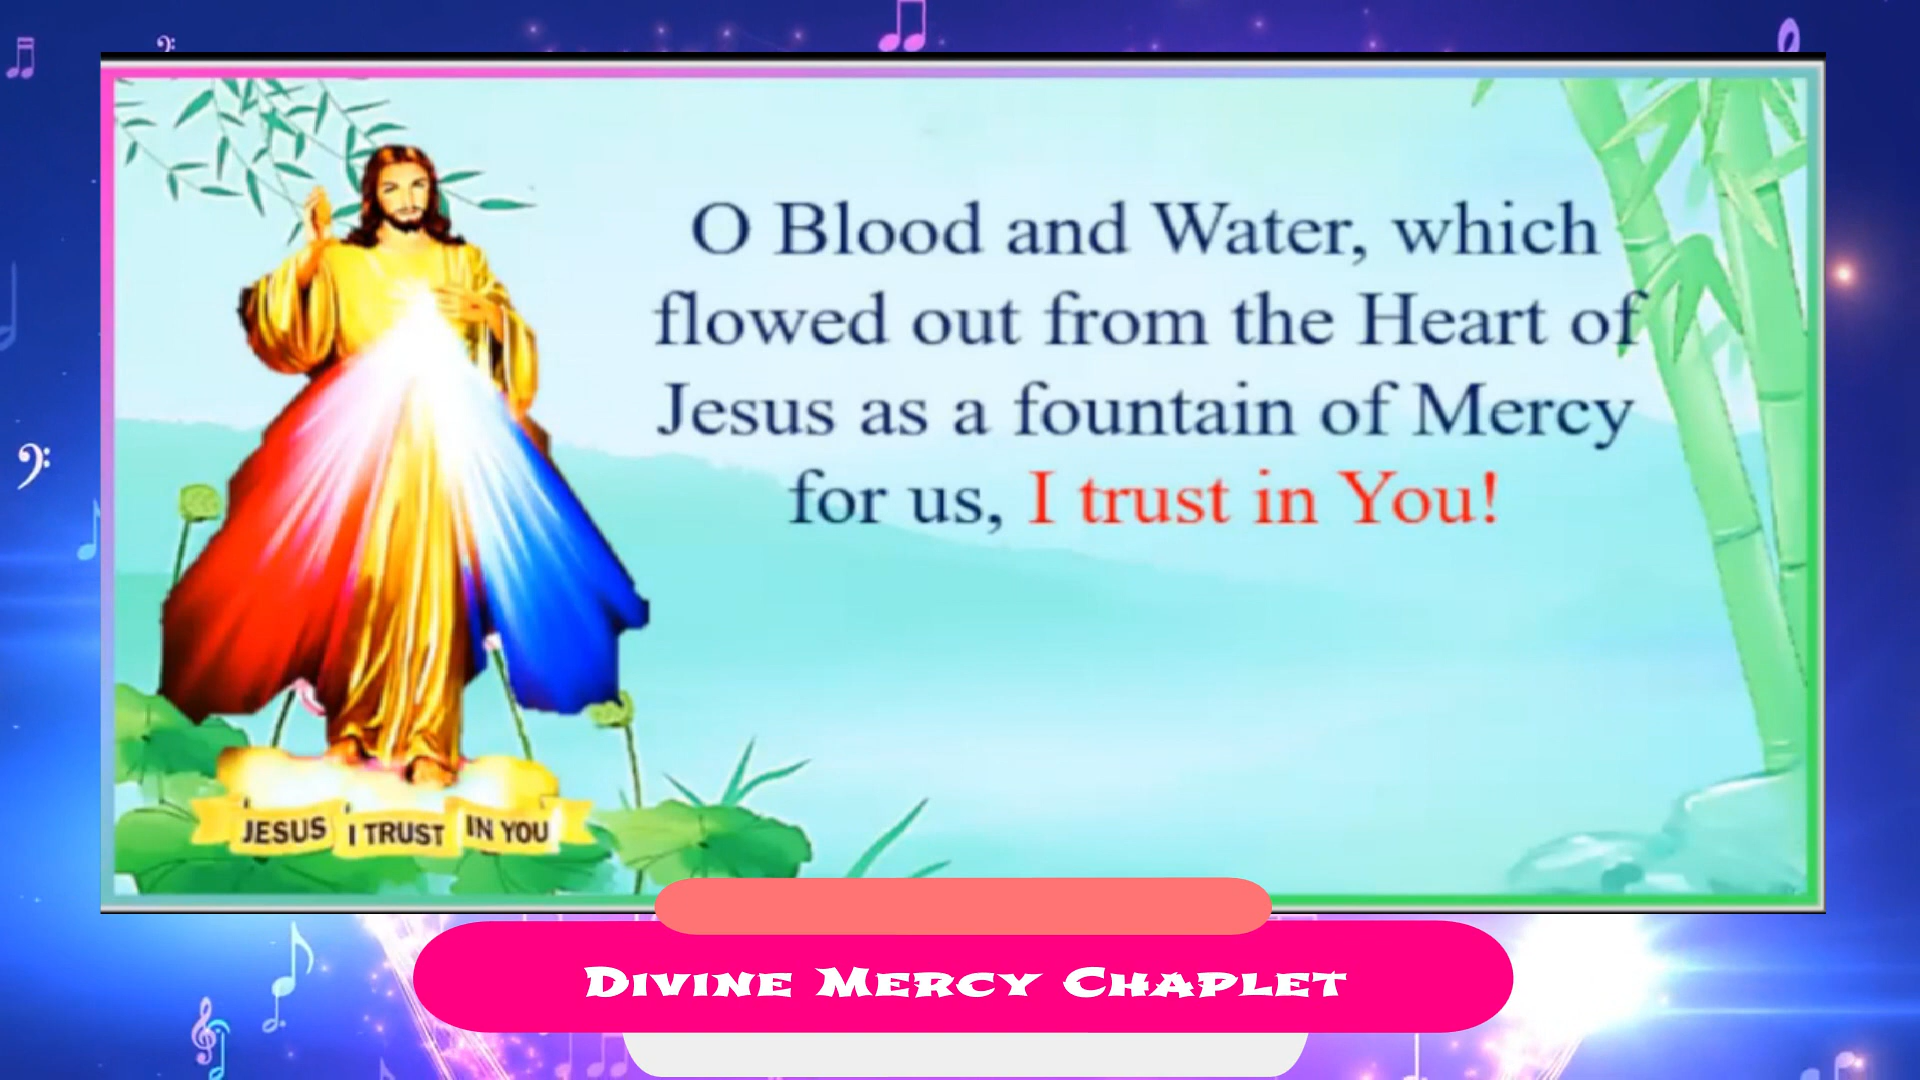 O Blood and Water, which
flowed out from the Heart of
Jesus as a fountain of Mercy
for us, I trust in You!
JESUS I TRUST IN YOU
Divine Mercy Chaplet